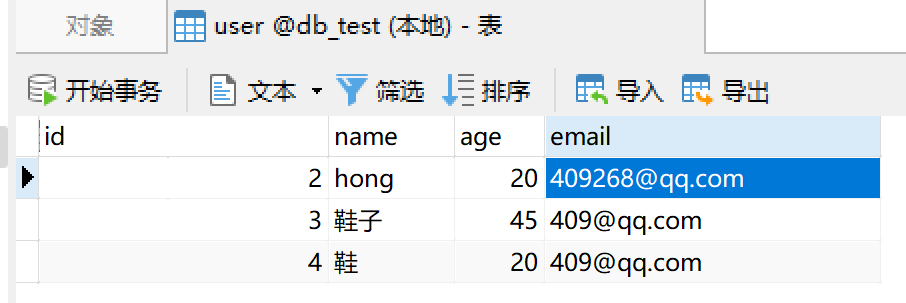 对象 user @db_test (本地) - 表
开始事务 文本 筛选 排序 导入 导出
id name age email
2 hong 20 409268@qq.com
3 鞋子 45 409@qq.com
4 鞋 20 409@qq.com